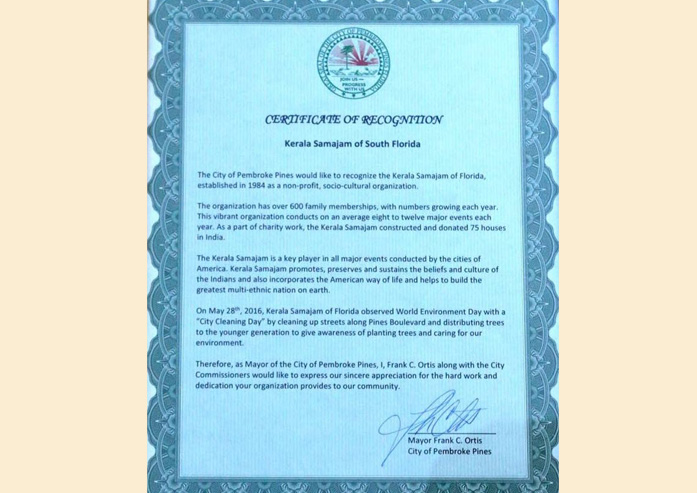 JOIN US
PROGRESS
WITH US
CERTIFICATE OF RECOGNITION
Kerala Samajam of South Florida
The City of Pembroke Pines would like to recognize the Kerala Samajam of Florida,
established in 1984 as a non-profit, socio-cultural organization.
The organization has over 600 family memberships, with numbers growing each year.
This vibrant organization conducts on an average eight to twelve major events each
year. As a part of charity work, the Kerala Samajam constructed and donated 75 houses
in India.
The Kerala Samajam is a key player in all major events conducted by the cities of
America. Kerala Samajam promotes, preserves and sustains the beliefs and culture of
the Indians and also incorporates the American way of life and helps to build the
greatest multi-ethnic nation on earth.
On May 28th, 2016, Kerala Samajam of Florida observed World Environment Day with a
"City Cleaning Day" by cleaning up streets along Pines Boulevard and distributing trees
to the younger generation to give awareness of planting trees and caring for our
environment.
Therefore, as Mayor of the City of Pembroke Pines, I, Frank C. Ortis along with the City
Commissioners would like to express our sincere appreciation for the hard work and
dedication your organization provides to our community.
Mayor Frank C. Ortis
City of Pembroke Pines